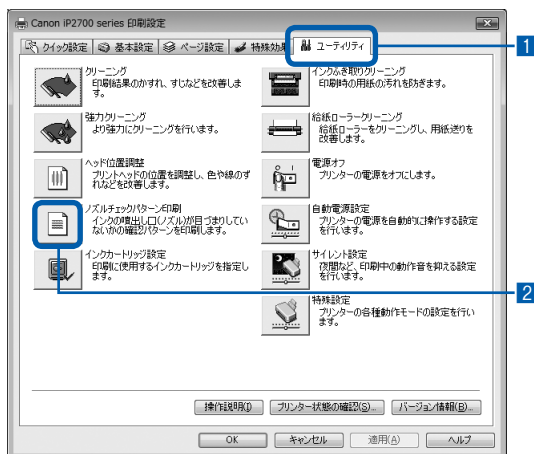 Canon iP2700 series 印刷設定
クイック設定 基本設定 ページ設定 特殊効果 ユーティリティ
1
クリーニング
印刷結果のかすれ、すじなどを改善しま
す。
強力クリーニング
より強力にクリーニングを行います。
ヘッド位置調整
プリントヘッドの位置を調整し、色や線のず
れなどを改善します。
ノズルチェックパターン印刷
インクの噴出し口(ノズル)が目づまりしてい
ないかの確認パターンを印刷します。
インクカートリッジ設定
印刷に使用するインクカートリッジを指定し
ます。
インクふき取りクリーニング
印刷時の用紙の汚れを防ぎます。
給紙ローラークリーニング
給紙ローラーをクリーニングし、用紙送りを
改善します。
電源オフ
プリンターの電源をオフにします。
自動電源設定
プリンターの電源を自動的に操作する設定
を行います。
サイレント設定
夜間など、印刷中の動作音を抑える設定
を行います。
2
特殊設定
プリンターの各種動作モードの設定を行い
ます。
操作説明(I) プリンター状態の確認(S)... バージョン情報(B)...
OK キャンセル 適用(A) ヘルプ